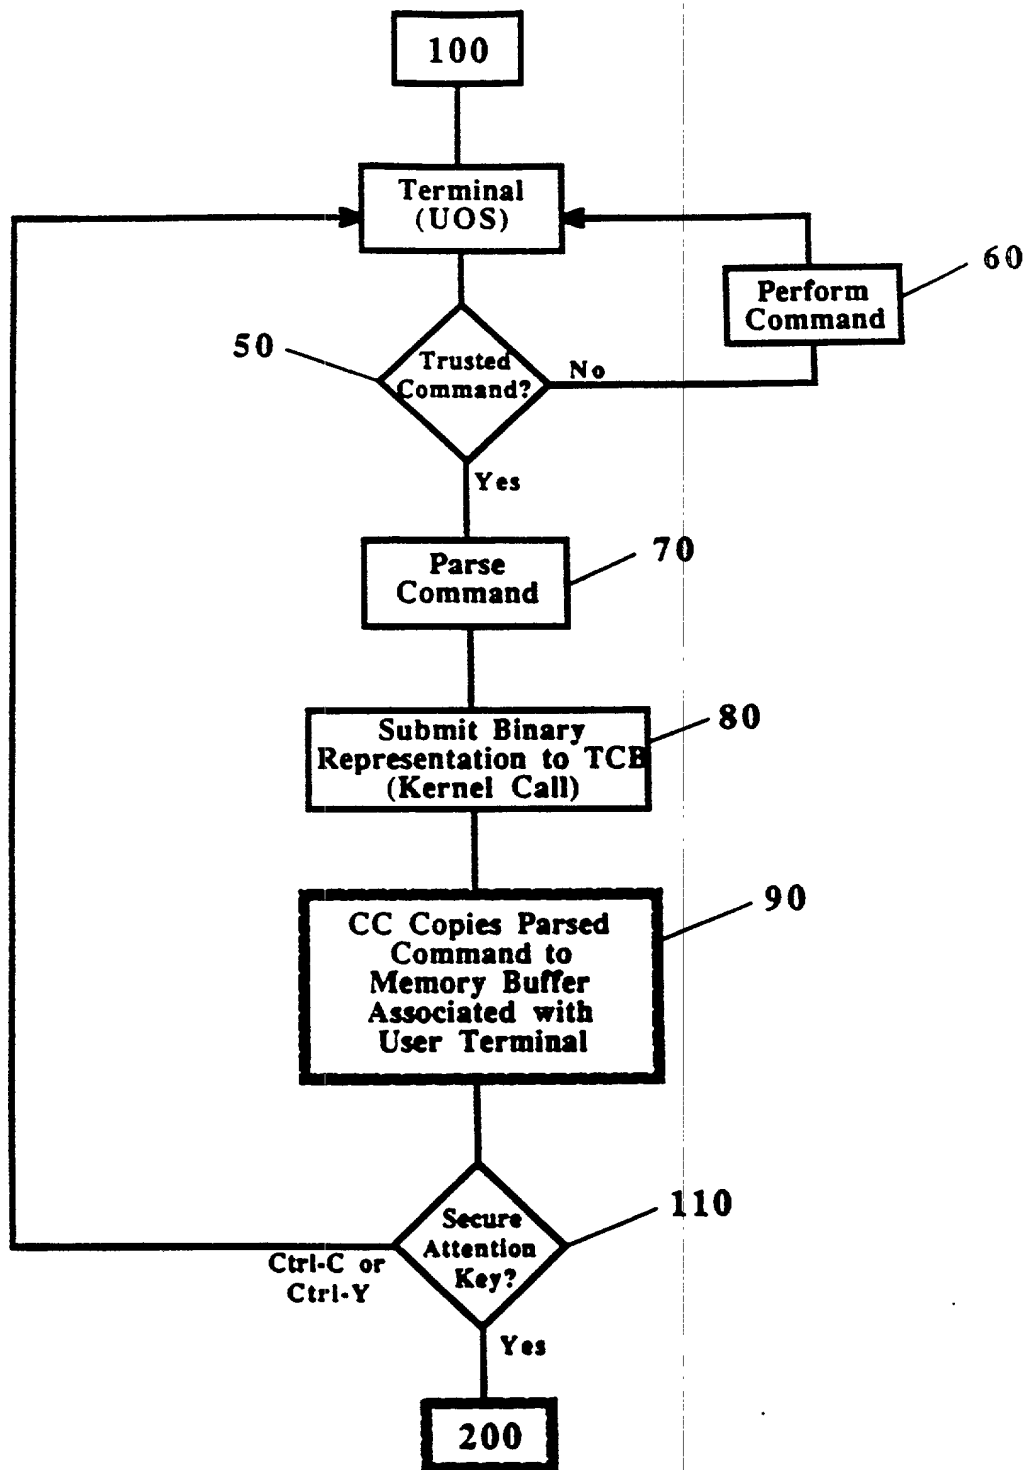 100
Terminal
(UOS)
60
Perform
Command
50
Trusted
Command?
No
Yes
70
Parse
Command
80
Submit Binary
Representation to TCB
(Kernel Call)
90
CC Copies Parsed
Command to
Memory Buffer
Associated with
User Terminal
110
Secure
Attention
Key?
Ctrl-C or
Ctrl-Y
Yes
200